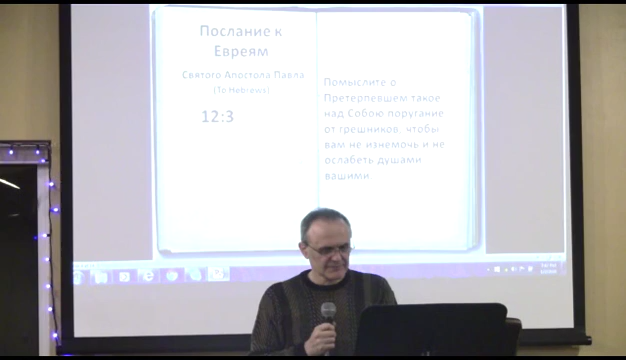 Послание к
Евреям
Святого Апостола Павла
(To Hebrews)
12:3
Помыслите о
Претерпевшем такое
над Собою поругание
от грешников, чтобы
вам не изнемочь и не
ослабеть душами
вашими.